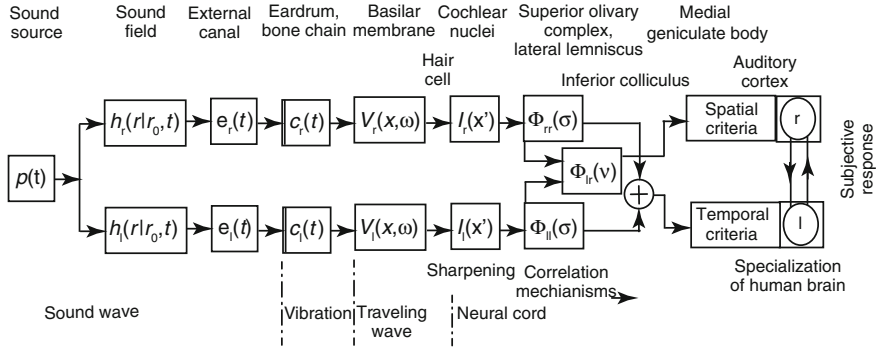 Sound source
Sound field
External canal
Eardrum, bone chain
Basilar membrane
Cochlear nuclei
Superior olivary complex, lateral lemniscus
Medial geniculate body
Hair cell
Inferior colliculus
Auditory cortex
p(t)
h_r(r|r_0,t)
e_r(t)
c_r(t)
V_r(x,ω)
I_r(x')
Φ_rr(σ)
Spatial criteria
r
Φ_lr(ν)
+
Subjective response
h_l(r|r_0,t)
e_l(t)
c_l(t)
V_l(x,ω)
I_l(x')
Φ_ll(σ)
Temporal criteria
l
Sharpening
Correlation mechianisms
Specialization of human brain
Sound wave
Vibration
Traveling wave
Neural cord